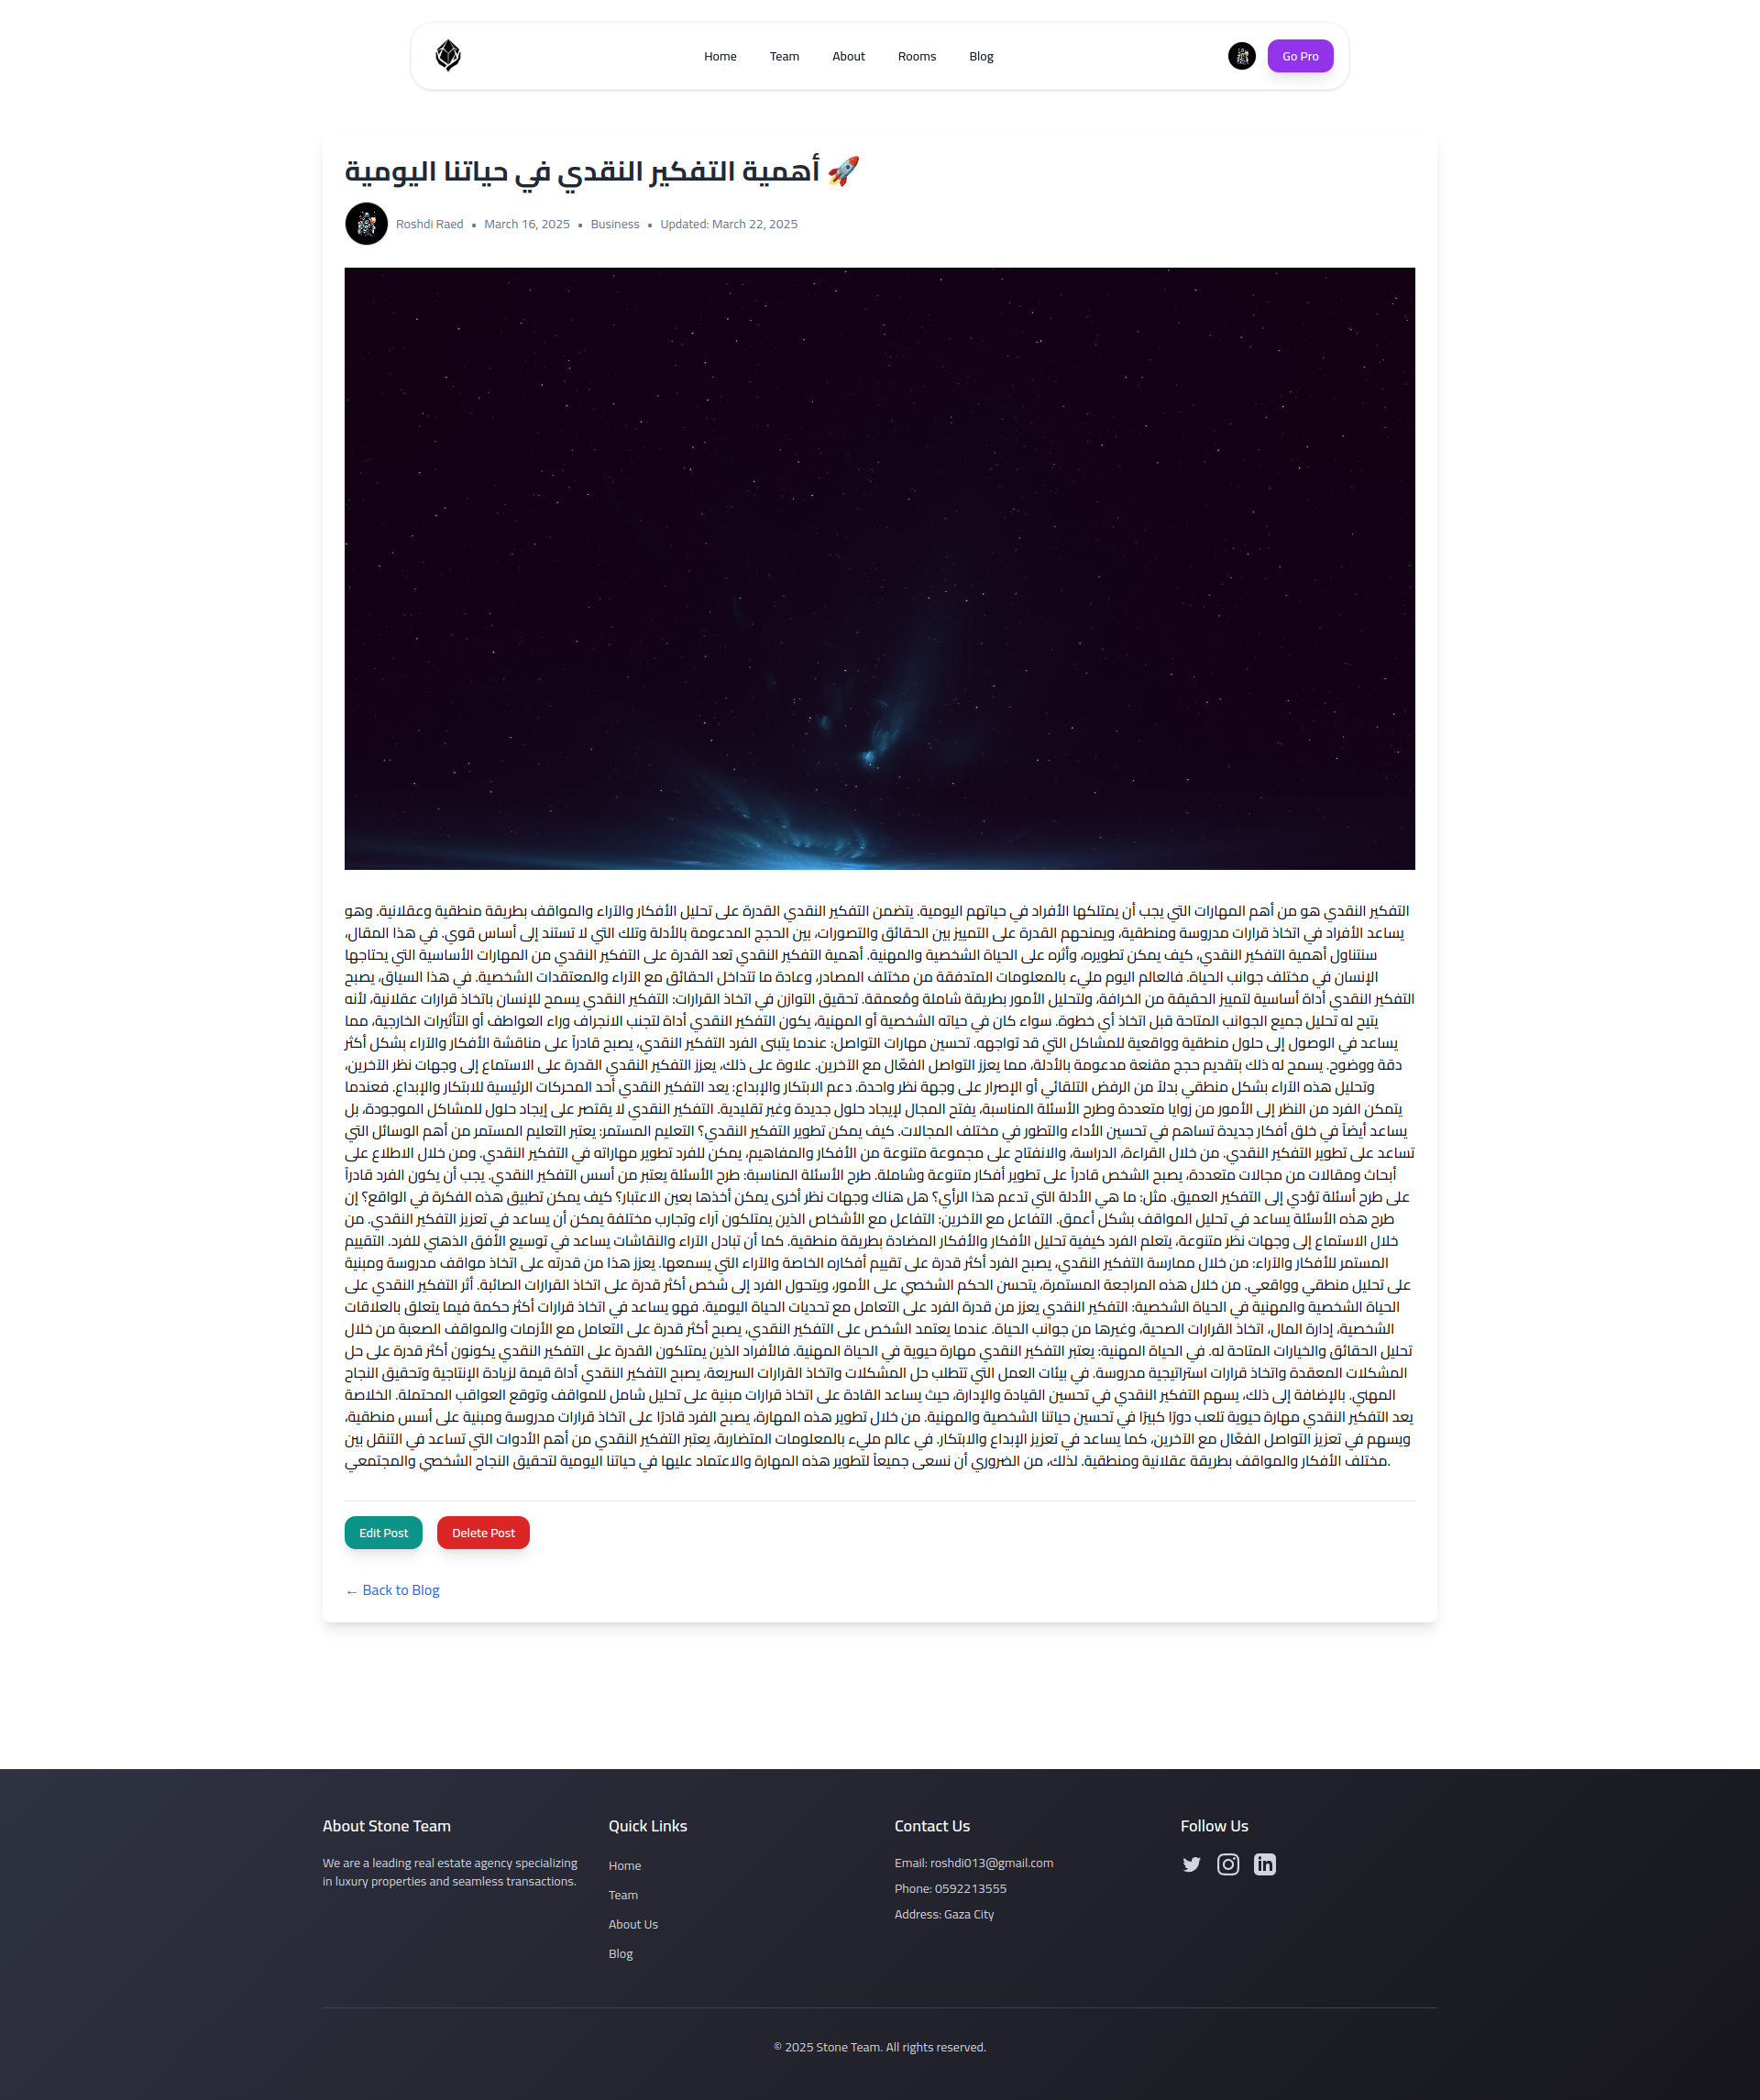 Home
Team
About
Rooms
Blog
Go Pro
أهمية التفكير النقدي في حياتنا اليومية 🚀
Roshdi Raed • March 16, 2025 • Business • Updated: March 22, 2025
التفكير النقدي هو من أهم المهارات التي يجب أن يمتلكها الأفراد في حياتهم اليومية. يتضمن التفكير النقدي القدرة على تحليل الأفكار والآراء والمواقف بطريقة منطقية وعقلانية. وهو
يساعد الأفراد في اتخاذ قرارات مدروسة ومنطقية، ويمنحهم القدرة على التمييز بين الحقائق والتصورات، بين الحجج المدعومة بالأدلة وتلك التي لا تستند إلى أساس قوي. في هذا المقال،
سنتناول أهمية التفكير النقدي، كيف يمكن تطويره، وأثره على الحياة الشخصية والمهنية. أهمية التفكير النقدي تعد القدرة على التفكير النقدي من المهارات الأساسية التي يحتاجها
الإنسان في مختلف جوانب الحياة. فالعالم اليوم مليء بالمعلومات المتدفقة من مختلف المصادر، وعادة ما تتداخل الحقائق مع الآراء والمعتقدات الشخصية. في هذا السياق، يصبح
التفكير النقدي أداة أساسية لتمييز الحقيقة من الخرافة، ولتحليل الأمور بطريقة شاملة ومُعمقة. تحقيق التوازن في اتخاذ القرارات: التفكير النقدي يسمح للإنسان باتخاذ قرارات عقلانية، لأنه
يتيح له تحليل جميع الجوانب المتاحة قبل اتخاذ أي خطوة. سواء كان في حياته الشخصية أو المهنية، يكون التفكير النقدي أداة لتجنب الانجراف وراء العواطف أو التأثيرات الخارجية، مما
يساعد في الوصول إلى حلول منطقية وواقعية للمشاكل التي قد تواجهه. تحسين مهارات التواصل: عندما يتبنى الفرد التفكير النقدي، يصبح قادراً على مناقشة الأفكار والآراء بشكل أكثر
دقة ووضوح. يسمح له ذلك بتقديم حجج مقنعة مدعومة بالأدلة، مما يعزز التواصل الفعّال مع الآخرين. علاوة على ذلك، يعزز التفكير النقدي القدرة على الاستماع إلى وجهات نظر الآخرين،
وتحليل هذه الآراء بشكل منطقي بدلاً من الرفض التلقائي أو الإصرار على وجهة نظر واحدة. دعم الابتكار والإبداع: يعد التفكير النقدي أحد المحركات الرئيسية للابتكار والإبداع. فعندما
يتمكن الفرد من النظر إلى الأمور من زوايا متعددة وطرح الأسئلة المناسبة، يفتح المجال لإيجاد حلول جديدة وغير تقليدية. التفكير النقدي لا يقتصر على إيجاد حلول للمشاكل الموجودة، بل
يساعد أيضاً في خلق أفكار جديدة تساهم في تحسين الأداء والتطور في مختلف المجالات. كيف يمكن تطوير التفكير النقدي؟ التعليم المستمر: يعتبر التعليم المستمر من أهم الوسائل التي
تساعد على تطوير التفكير النقدي. من خلال القراءة، الدراسة، والانفتاح على مجموعة متنوعة من الأفكار والمفاهيم، يمكن للفرد تطوير مهاراته في التفكير النقدي. ومن خلال الاطلاع على
أبحاث ومقالات من مجالات متعددة، يصبح الشخص قادراً على تطوير أفكار متنوعة وشاملة. طرح الأسئلة المناسبة: طرح الأسئلة يعتبر من أسس التفكير النقدي. يجب أن يكون الفرد قادراً
على طرح أسئلة تؤدي إلى التفكير العميق. مثل: ما هي الأدلة التي تدعم هذا الرأي؟ هل هناك وجهات نظر أخرى يمكن أخذها بعين الاعتبار؟ كيف يمكن تطبيق هذه الفكرة في الواقع؟ إن
طرح هذه الأسئلة يساعد في تحليل المواقف بشكل أعمق. التفاعل مع الآخرين: التفاعل مع الأشخاص الذين يمتلكون آراء وتجارب مختلفة يمكن أن يساعد في تعزيز التفكير النقدي. من
خلال الاستماع إلى وجهات نظر متنوعة، يتعلم الفرد كيفية تحليل الأفكار والأفكار المضادة بطريقة منطقية. كما أن تبادل الآراء والنقاشات يساعد في توسيع الأفق الذهني للفرد. التقييم
المستمر للأفكار والآراء: من خلال ممارسة التفكير النقدي، يصبح الفرد أكثر قدرة على تقييم أفكاره الخاصة والآراء التي يسمعها. يعزز هذا من قدرته على اتخاذ مواقف مدروسة ومبنية
على تحليل منطقي وواقعي. من خلال هذه المراجعة المستمرة، يتحسن الحكم الشخصي على الأمور، ويتحول الفرد إلى شخص أكثر قدرة على اتخاذ القرارات الصائبة. أثر التفكير النقدي على
الحياة الشخصية والمهنية في الحياة الشخصية: التفكير النقدي يعزز من قدرة الفرد على التعامل مع تحديات الحياة اليومية. فهو يساعد في اتخاذ قرارات أكثر حكمة فيما يتعلق بالعلاقات
الشخصية، إدارة المال، اتخاذ القرارات الصحية، وغيرها من جوانب الحياة. عندما يعتمد الشخص على التفكير النقدي، يصبح أكثر قدرة على التعامل مع الأزمات والمواقف الصعبة من خلال
تحليل الحقائق والخيارات المتاحة له. في الحياة المهنية: يعتبر التفكير النقدي مهارة حيوية في الحياة المهنية. فالأفراد الذين يمتلكون القدرة على التفكير النقدي يكونون أكثر قدرة على حل
المشكلات المعقدة واتخاذ قرارات استراتيجية مدروسة. في بيئات العمل التي تتطلب حل المشكلات واتخاذ القرارات السريعة، يصبح التفكير النقدي أداة قيمة لزيادة الإنتاجية وتحقيق النجاح
المهني. بالإضافة إلى ذلك، يسهم التفكير النقدي في تحسين القيادة والإدارة، حيث يساعد القادة على اتخاذ قرارات مبنية على تحليل شامل للمواقف وتوقع العواقب المحتملة. الخلاصة
يعد التفكير النقدي مهارة حيوية تلعب دورًا كبيرًا في تحسين حياتنا الشخصية والمهنية. من خلال تطوير هذه المهارة، يصبح الفرد قادرًا على اتخاذ قرارات مدروسة ومبنية على أسس منطقية،
ويسهم في تعزيز التواصل الفعّال مع الآخرين، كما يساعد في تعزيز الإبداع والابتكار. في عالم مليء بالمعلومات المتضاربة، يعتبر التفكير النقدي من أهم الأدوات التي تساعد في التنقل بين
مختلف الأفكار والمواقف بطريقة عقلانية ومنطقية. لذلك، من الضروري أن نسعى جميعاً لتطوير هذه المهارة والاعتماد عليها في حياتنا اليومية لتحقيق النجاح الشخصي والمجتمعي.
Edit Post
Delete Post
← Back to Blog
About Stone Team
We are a leading real estate agency specializing
in luxury properties and seamless transactions.
Quick Links
Home
Team
About Us
Blog
Contact Us
Email: roshdi013@gmail.com
Phone: 0592213555
Address: Gaza City
Follow Us
© 2025 Stone Team. All rights reserved.